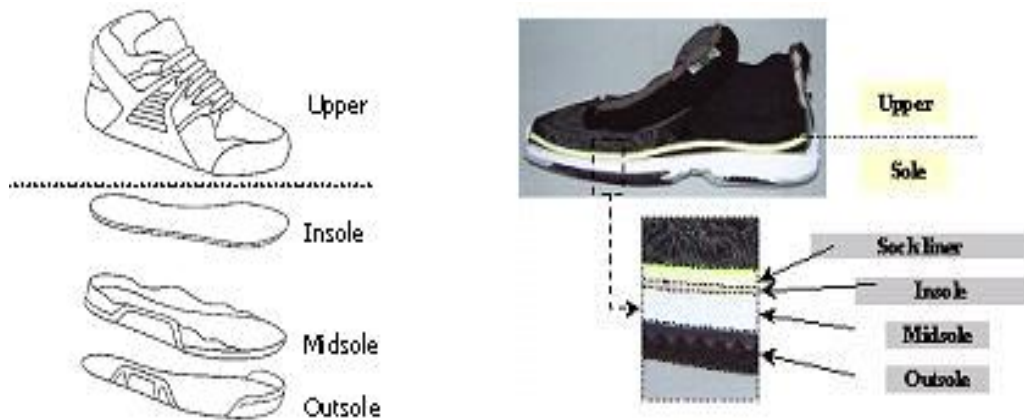 Upper
Insole
Midsole
Outsole
Upper
Sole
Sock liner
Insole
Midsole
Outsole